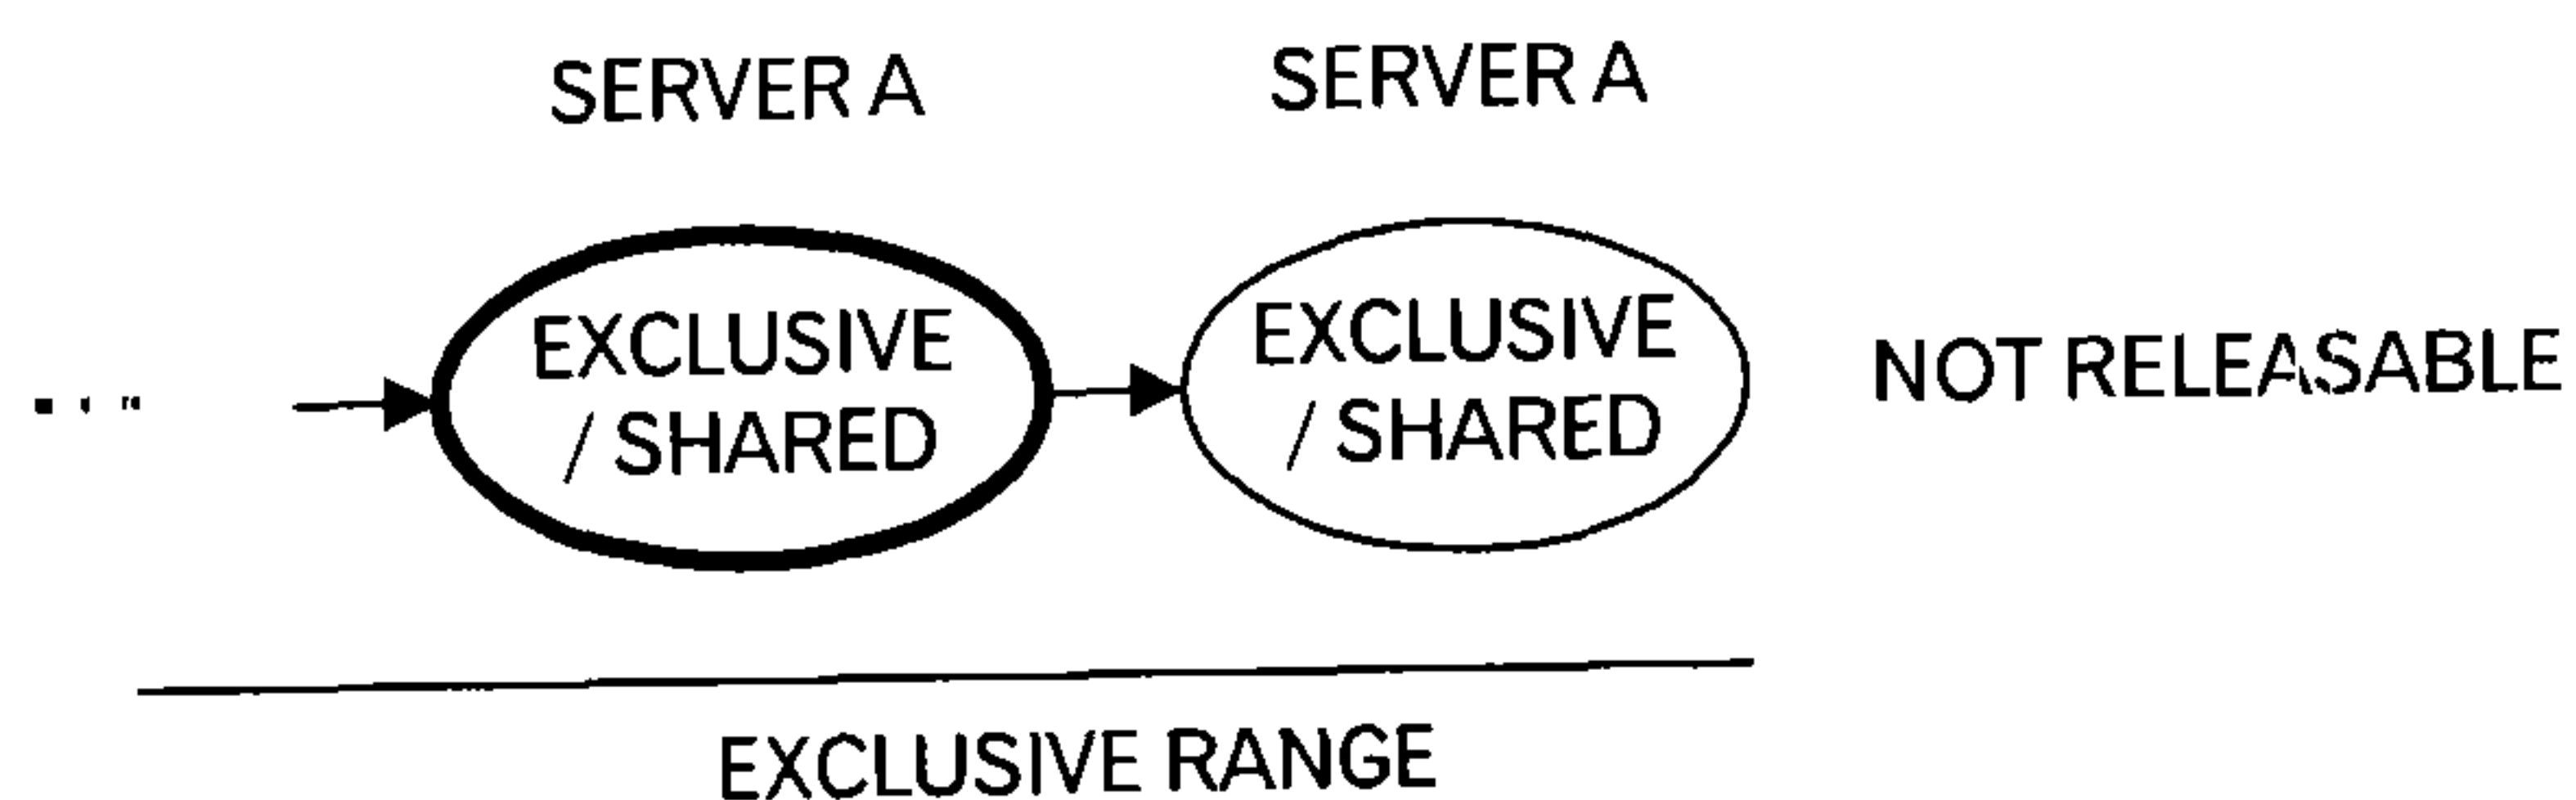 SERVER A
SERVER A
EXCLUSIVE
/ SHARED
EXCLUSIVE
/ SHARED
NOT RELEASABLE
EXCLUSIVE RANGE